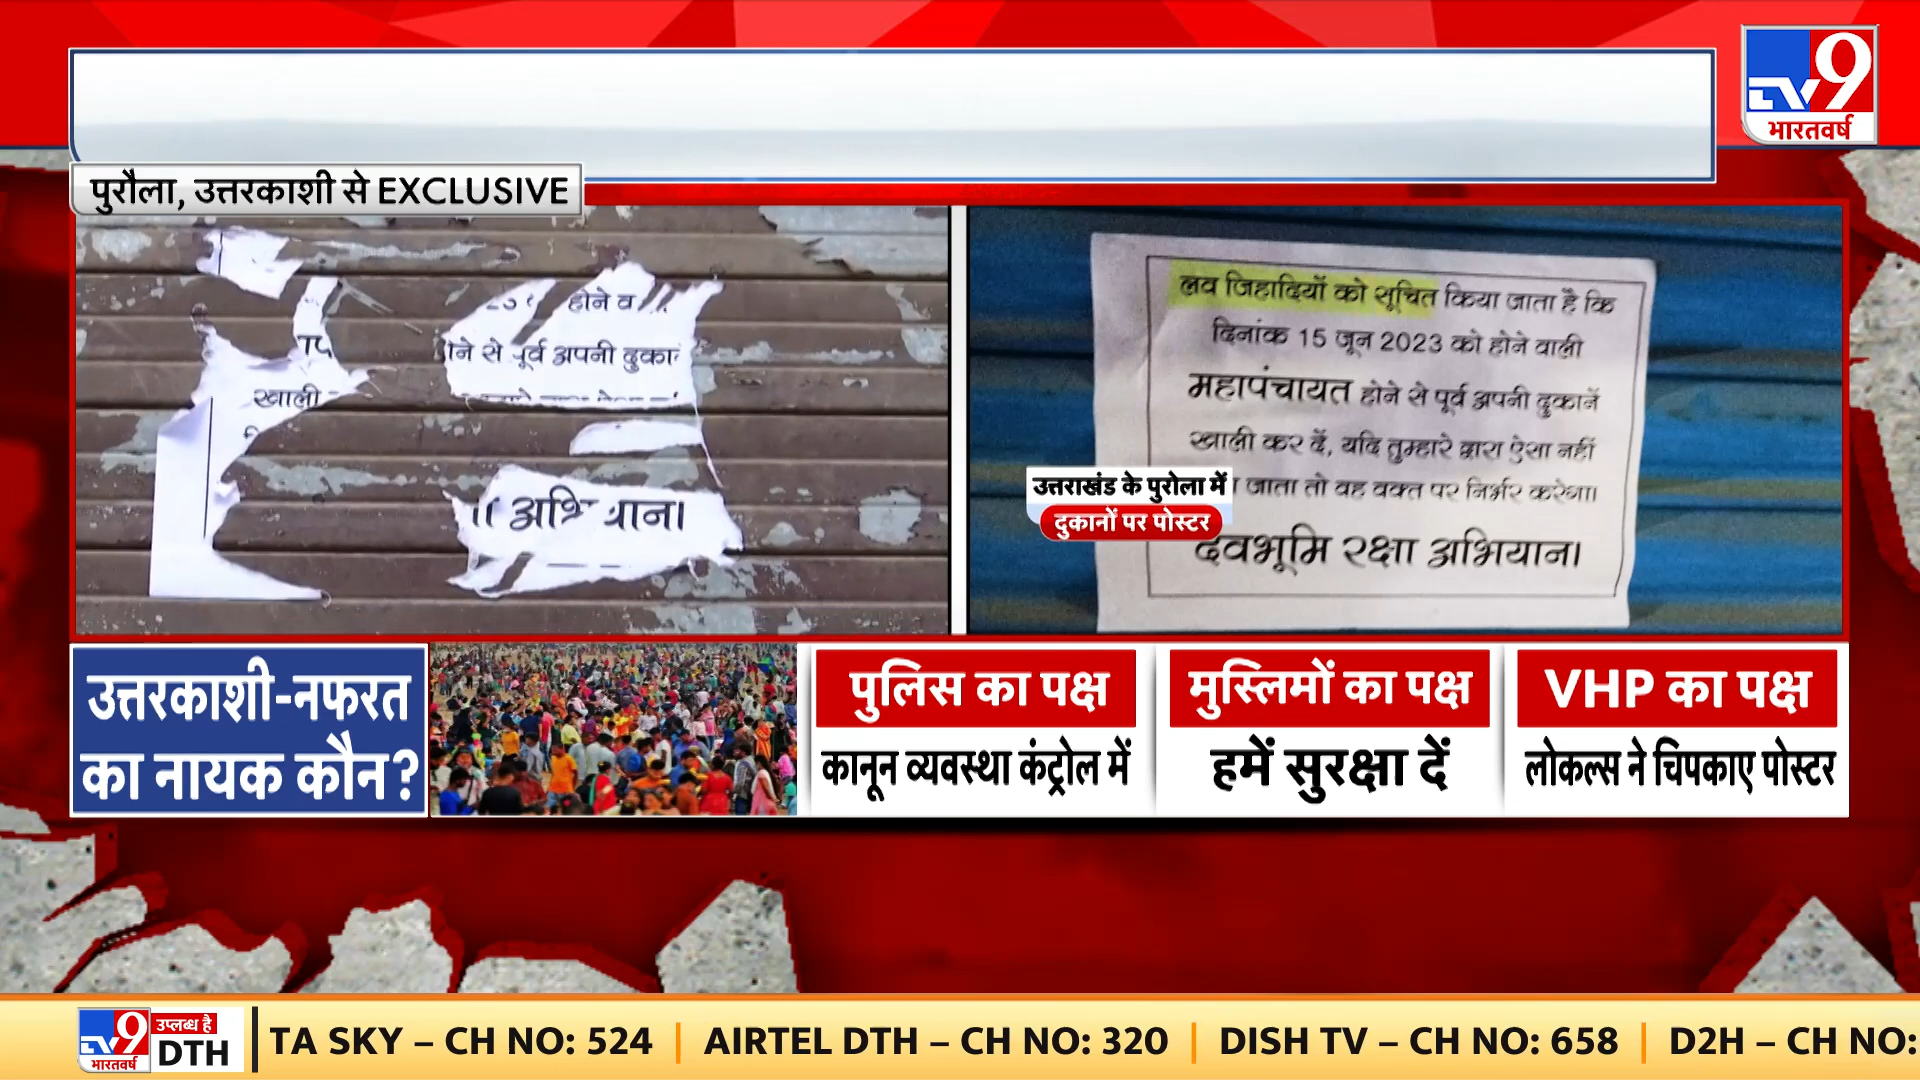 TV9
भारतवर्ष
पुरौला, उत्तरकाशी से EXCLUSIVE
होने व
ोने से पूर्व अपनी दुकान
खाली
अभियान।
लव जिहादियों को सूचित किया जाता है कि
दिनांक 15 जून 2023 को होने वाली
महापंचायत होने से पूर्व अपनी दुकानें
खाली कर दें, यदि तुम्हारे द्वारा ऐसा नहीं
जाता तो वह वक्त पर निर्भर करेगा।
देवभूमि रक्षा अभियान।
उत्तराखंड के पुरोला में
दुकानों पर पोस्टर
उत्तरकाशी-नफरत
का नायक कौन?
पुलिस का पक्ष
कानून व्यवस्था कंट्रोल में
मुस्लिमों का पक्ष
हमें सुरक्षा दें
VHP का पक्ष
लोकल्स ने चिपकाए पोस्टर
TV9 भारतवर्ष उपलब्ध है DTH
TA SKY – CH NO: 524 | AIRTEL DTH – CH NO: 320 | DISH TV – CH NO: 658 | D2H – CH NO: